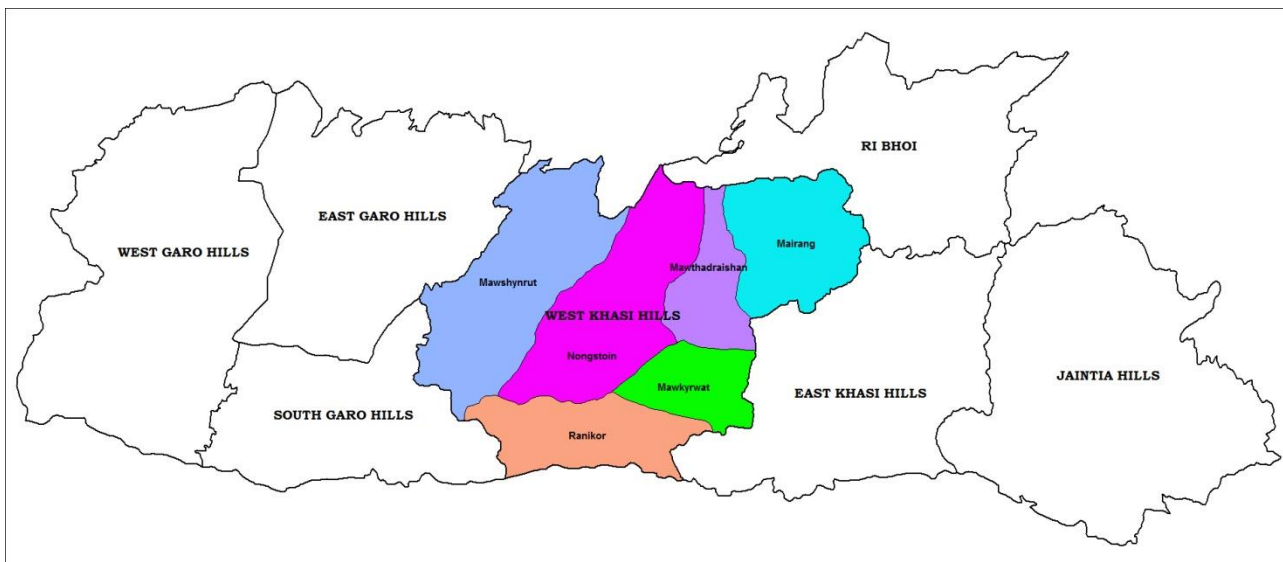 RI BHOI
EAST GARO HILLS
WEST GARO HILLS
Mairang
Mawthadraishan
Mawshynrut
WEST KHASI HILLS
Nongstoin
JAINTIA HILLS
Mawkyrwat
EAST KHASI HILLS
SOUTH GARO HILLS
Ranikor